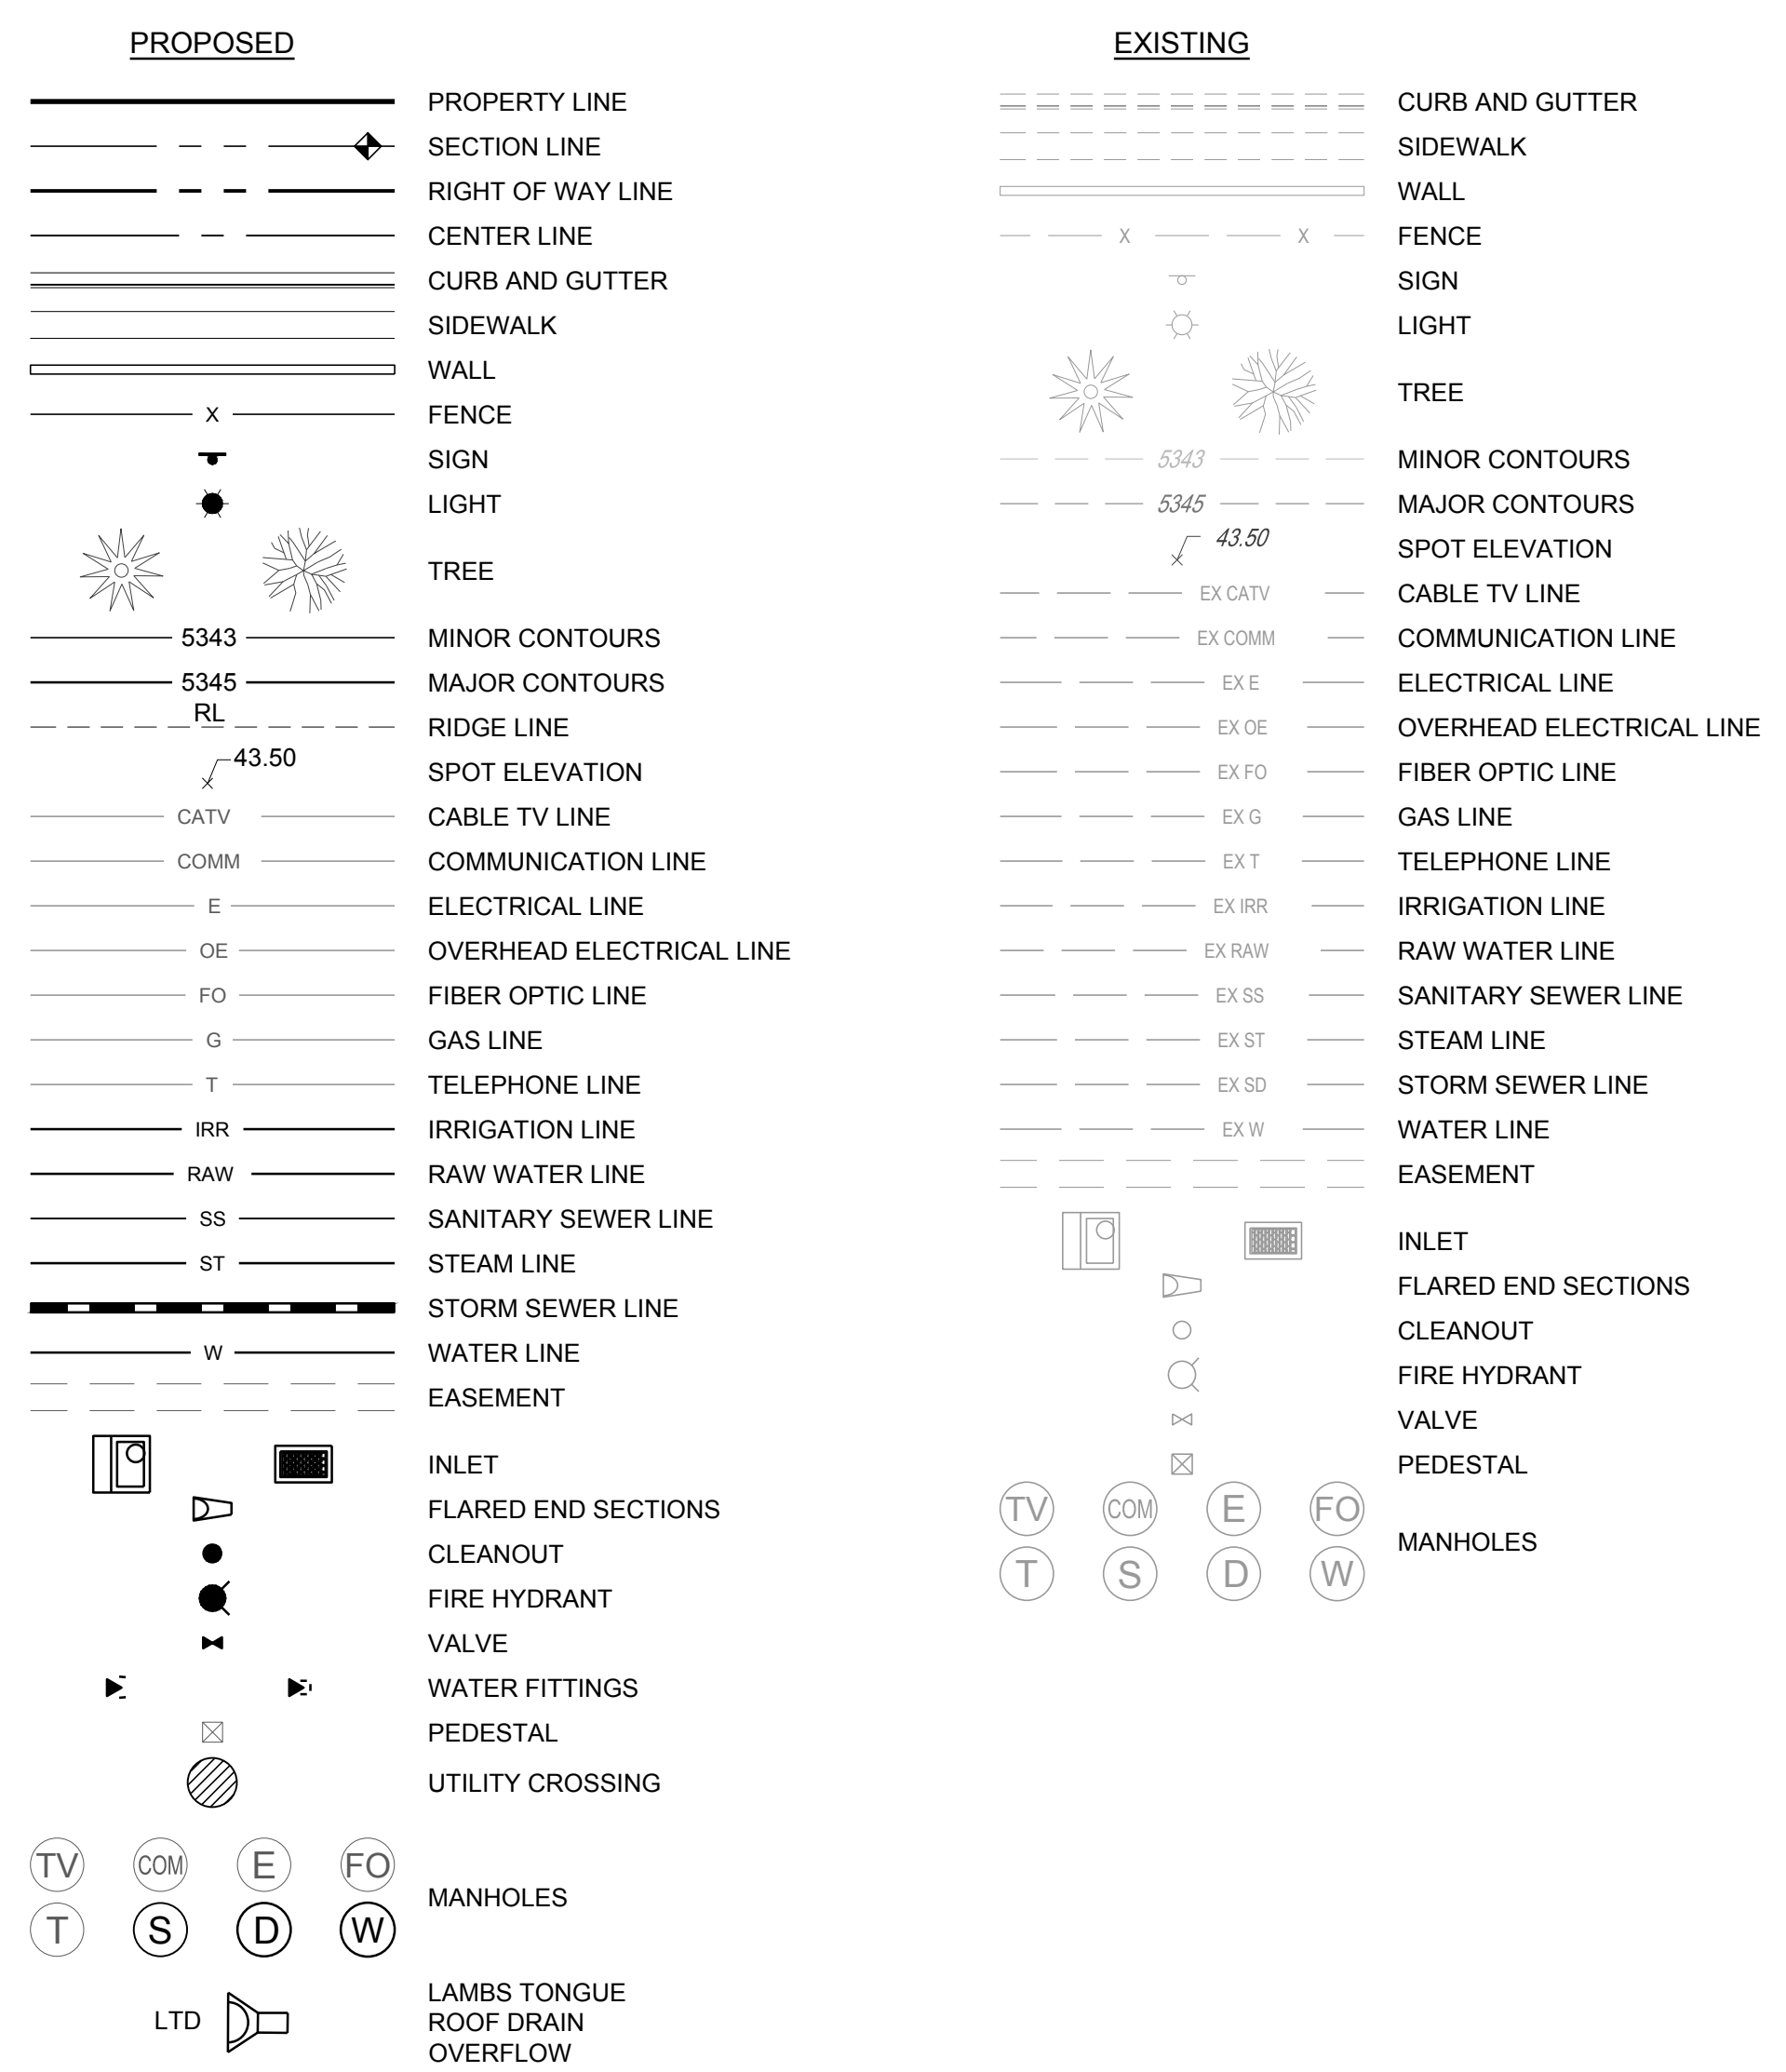 PROPOSED
PROPERTY LINE
SECTION LINE
RIGHT OF WAY LINE
CENTER LINE
CURB AND GUTTER
SIDEWALK
WALL
X FENCE
SIGN
LIGHT
TREE
5343 MINOR CONTOURS
5345 MAJOR CONTOURS
RL
RIDGE LINE
43.50
SPOT ELEVATION
CATV CABLE TV LINE
COMM COMMUNICATION LINE
E ELECTRICAL LINE
OE OVERHEAD ELECTRICAL LINE
FO FIBER OPTIC LINE
G GAS LINE
T TELEPHONE LINE
IRR IRRIGATION LINE
RAW RAW WATER LINE
SS SANITARY SEWER LINE
ST STEAM LINE
STORM SEWER LINE
W WATER LINE
EASEMENT
INLET
FLARED END SECTIONS
CLEANOUT
FIRE HYDRANT
VALVE
WATER FITTINGS
PEDESTAL
UTILITY CROSSING
TV COM E FO
MANHOLES
T S D W
LAMBS TONGUE
LTD ROOF DRAIN
OVERFLOW
EXISTING
CURB AND GUTTER
SIDEWALK
WALL
X X FENCE
SIGN
LIGHT
TREE
5343 MINOR CONTOURS
5345 MAJOR CONTOURS
43.50
SPOT ELEVATION
EX CATV CABLE TV LINE
EX COMM COMMUNICATION LINE
EX E ELECTRICAL LINE
EX OE OVERHEAD ELECTRICAL LINE
EX FO FIBER OPTIC LINE
EX G GAS LINE
EX T TELEPHONE LINE
EX IRR IRRIGATION LINE
EX RAW RAW WATER LINE
EX SS SANITARY SEWER LINE
EX ST STEAM LINE
EX SD STORM SEWER LINE
EX W WATER LINE
EASEMENT
INLET
FLARED END SECTIONS
CLEANOUT
FIRE HYDRANT
VALVE
PEDESTAL
TV COM E FO
MANHOLES
T S D W